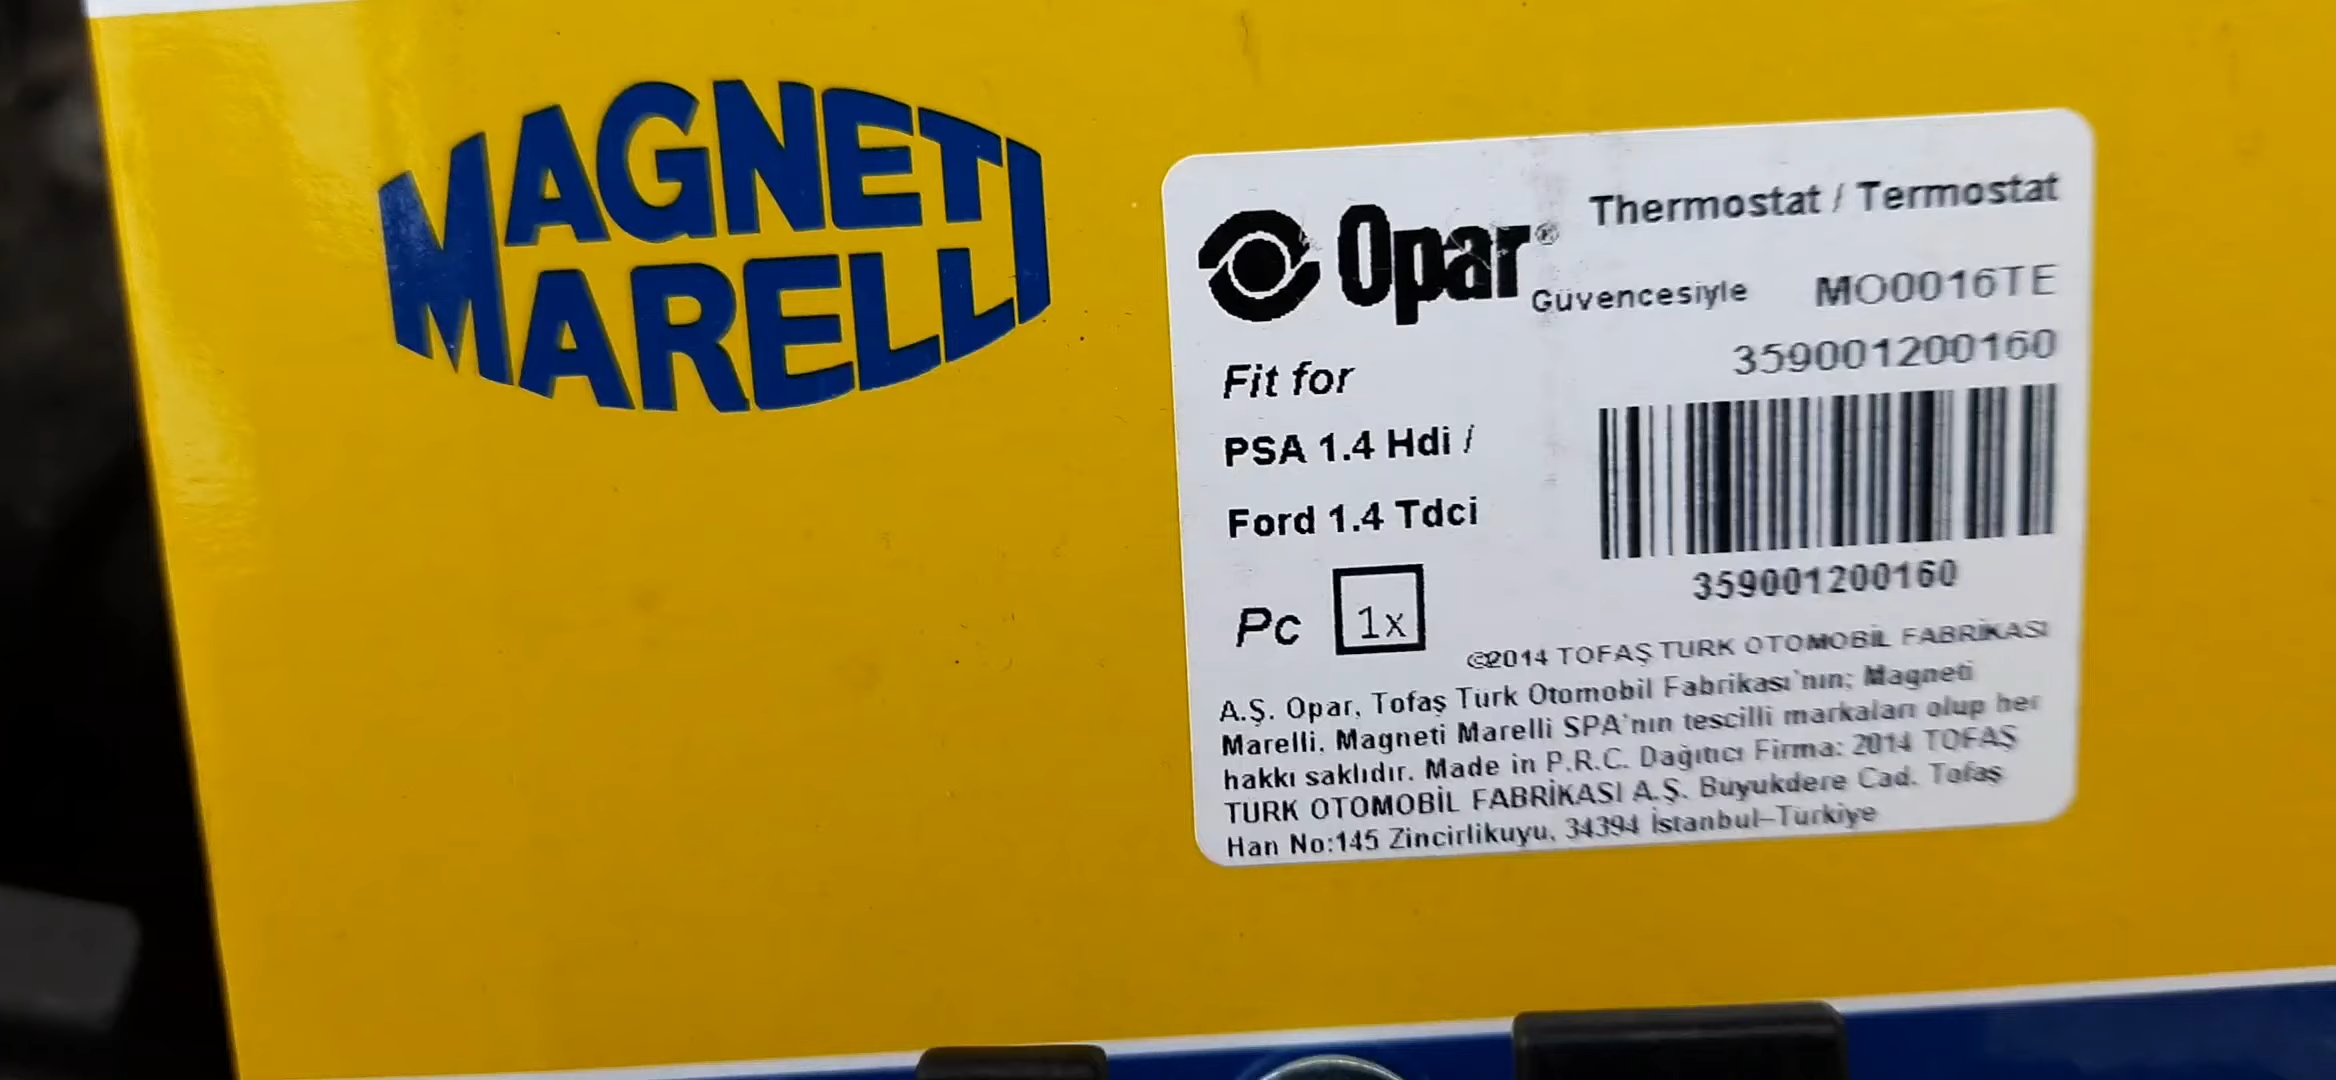 MAGNETI
MARELLI
Opar®
Thermostat / Termostat
Güvencesiyle MO0016TE
359001200160
Fit for
PSA 1.4 Hdi /
Ford 1.4 Tdci
359001200160
Pc 1x
©2014 TOFAŞ TURK OTOMOBİL FABRİKASI
A.Ş. Opar, Tofaş Türk Otomobil Fabrikası'nın; Magneti
Marelli. Magneti Marelli SPA'nın tescilli markaları olup her
hakkı saklıdır. Made in P.R.C. Dağıtıcı Firma: 2014 TOFAŞ
TURK OTOMOBİL FABRİKASI A.Ş. Buyukdere Cad. Tofaş
Han No:145 Zincirlikuyu, 34394 İstanbul–Türkiye